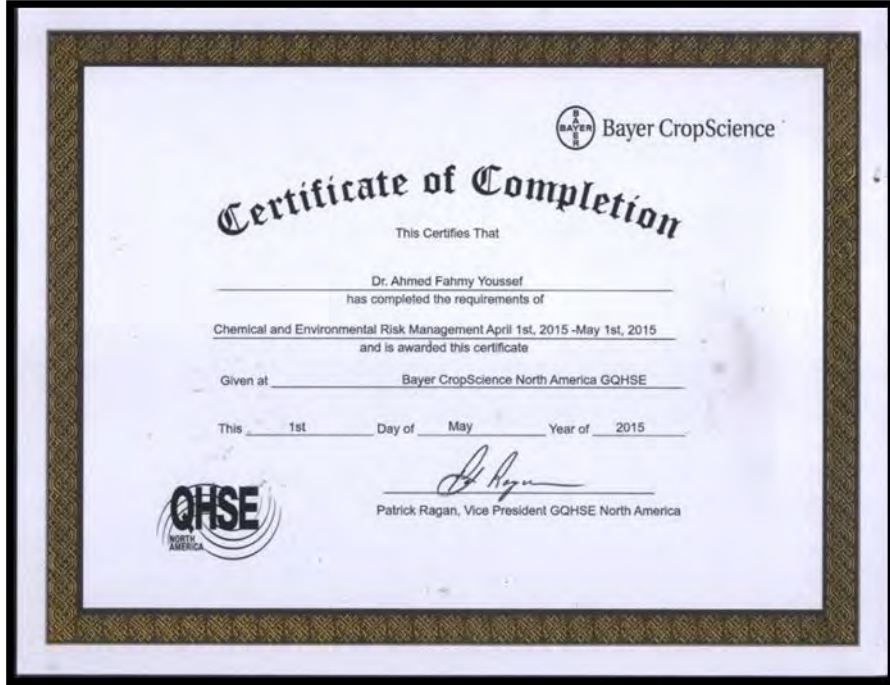 BAYER
BAYER
Bayer CropScience
Certificate of Completion
This Certifies That
Dr. Ahmed Fahmy Youssef
has completed the requirements of
Chemical and Environmental Risk Management April 1st, 2015 -May 1st, 2015
and is awarded this certificate
Given at Bayer CropScience North America GQHSE
This 1st Day of May Year of 2015
Patrick Ragan, Vice President GQHSE North America
QHSE
NORTH
AMERICA